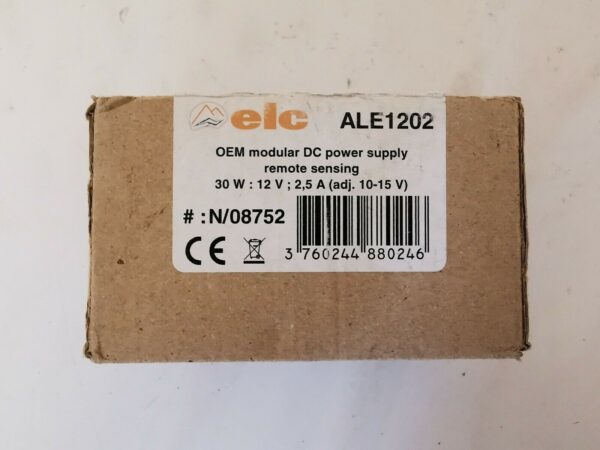 elc ALE1202
OEM modular DC power supply
remote sensing
30 W : 12 V ; 2,5 A (adj. 10-15 V)
# : N/08752
CE
3 760244 880246